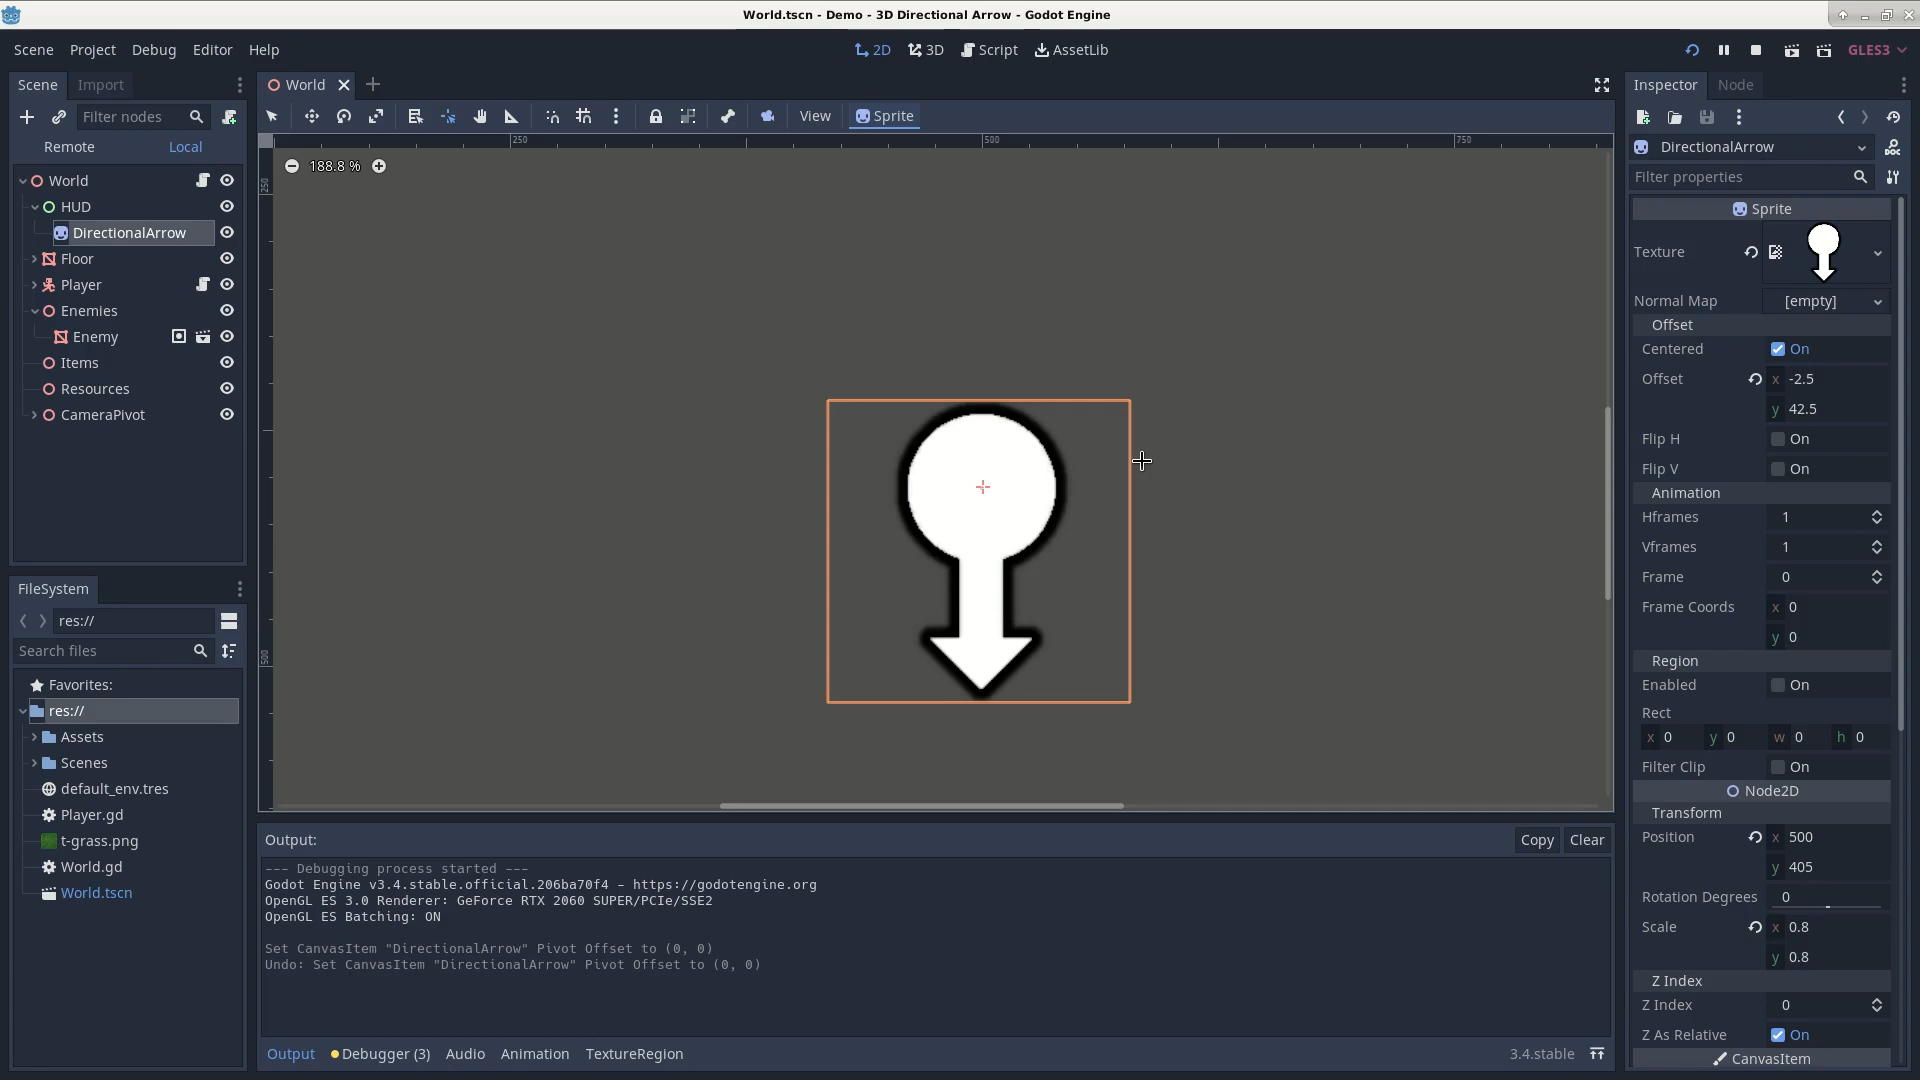 World.tscn - Demo - 3D Directional Arrow - Godot Engine
Scene Project Debug Editor Help
2D 3D Script AssetLib
GLES3
Scene Import
Filter nodes
Remote Local
World
HUD
DirectionalArrow
Floor
Player
Enemies
Enemy
Items
Resources
CameraPivot
FileSystem
res://
Search files
Favorites:
res://
Assets
Scenes
default_env.tres
Player.gd
t-grass.png
World.gd
World.tscn
World
View Sprite
250 500 750
250
500
188.8 %
Output:
Copy Clear
--- Debugging process started ---
Godot Engine v3.4.stable.official.206ba70f4 - https://godotengine.org
OpenGL ES 3.0 Renderer: GeForce RTX 2060 SUPER/PCIe/SSE2
OpenGL ES Batching: ON
Set CanvasItem "DirectionalArrow" Pivot Offset to (0, 0)
Undo: Set CanvasItem "DirectionalArrow" Pivot Offset to (0, 0)
Output Debugger (3) Audio Animation TextureRegion
3.4.stable
Inspector Node
DirectionalArrow
DOC
Filter properties
Sprite
Texture
Normal Map [empty]
Offset
Centered On
Offset x -2.5
y 42.5
Flip H On
Flip V On
Animation
Hframes 1
Vframes 1
Frame 0
Frame Coords x 0
y 0
Region
Enabled On
Rect
x 0 y 0 w 0 h 0
Filter Clip On
Node2D
Transform
Position x 500
y 405
Rotation Degrees 0
Scale x 0.8
y 0.8
Z Index
Z Index 0
Z As Relative On
CanvasItem